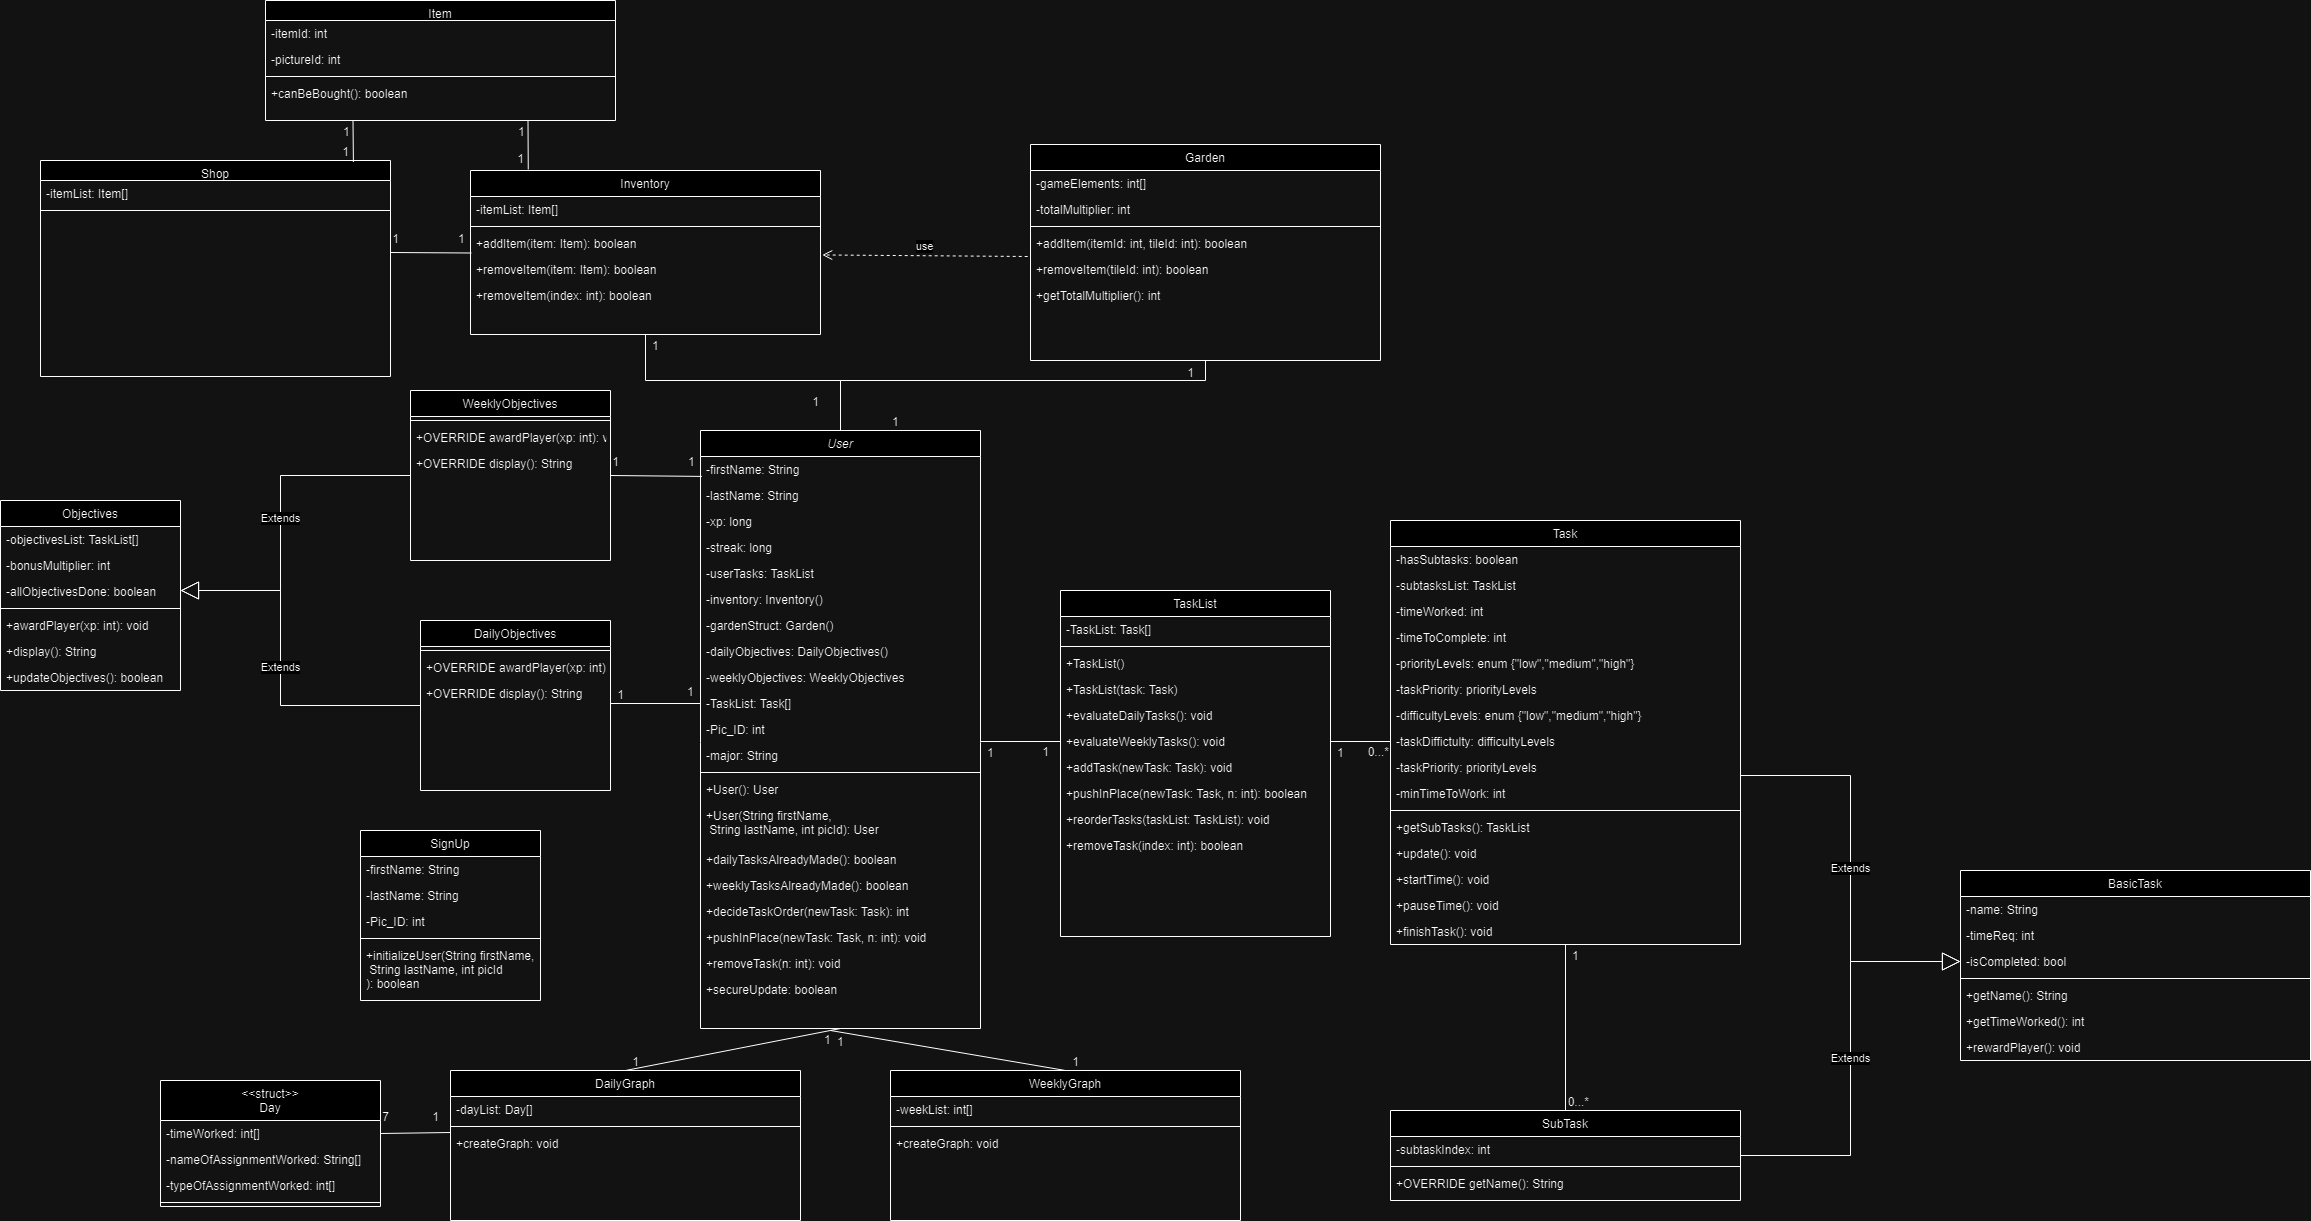 Item
-itemId: int
-pictureId: int
+canBeBought(): boolean
1
1
1
1
Shop
-itemList: Item[]
1
1
Inventory
-itemList: Item[]
+addItem(item: Item): boolean
+removeItem(item: Item): boolean
+removeItem(index: int): boolean
use
Garden
-gameElements: int[]
-totalMultiplier: int
+addItem(itemId: int, tileId: int): boolean
+removeItem(tileId: int): boolean
+getTotalMultiplier(): int
1
1
1
1
WeeklyObjectives
+OVERRIDE awardPlayer(xp: int):
+OVERRIDE display(): String
1
1
Extends
Objectives
-objectivesList: TaskList[]
-bonusMultiplier: int
-allObjectivesDone: boolean
+awardPlayer(xp: int): void
+display(): String
+updateObjectives(): boolean
Extends
DailyObjectives
+OVERRIDE awardPlayer(xp: int)
+OVERRIDE display(): String
1
1
User
-firstName: String
-lastName: String
-xp: long
-streak: long
-userTasks: TaskList
-inventory: Inventory()
-gardenStruct: Garden()
-dailyObjectives: DailyObjectives()
-weeklyObjectives: WeeklyObjectives
-TaskList: Task[]
-Pic_ID: int
-major: String
+User(): User
+User(String firstName,
String lastName, int picId): User
+dailyTasksAlreadyMade(): boolean
+weeklyTasksAlreadyMade(): boolean
+decideTaskOrder(newTask: Task): int
+pushInPlace(newTask: Task, n: int): void
+removeTask(n: int): void
+secureUpdate: boolean
1
1
TaskList
-TaskList: Task[]
+TaskList()
+TaskList(task: Task)
+evaluateDailyTasks(): void
+evaluateWeeklyTasks(): void
+addTask(newTask: Task): void
+pushInPlace(newTask: Task, n: int): boolean
+reorderTasks(taskList: TaskList): void
+removeTask(index: int): boolean
1
0...*
Task
-hasSubtasks: boolean
-subtasksList: TaskList
-timeWorked: int
-timeToComplete: int
-priorityLevels: enum {"low","medium","high"}
-taskPriority: priorityLevels
-difficultyLevels: enum {"low","medium","high"}
-taskDiffictulty: difficultyLevels
-taskPriority: priorityLevels
-minTimeToWork: int
+getSubTasks(): TaskList
+update(): void
+startTime(): void
+pauseTime(): void
+finishTask(): void
Extends
BasicTask
-name: String
-timeReq: int
-isCompleted: bool
+getName(): String
+getTimeWorked(): int
+rewardPlayer(): void
Extends
1
0...*
SubTask
-subtaskIndex: int
+OVERRIDE getName(): String
SignUp
-firstName: String
-lastName: String
-Pic_ID: int
+initializeUser(String firstName,
String lastName, int picId
): boolean
1
1
1
1
<<struct>>
Day
-timeWorked: int[]
-nameOfAssignmentWorked: String[]
-typeOfAssignmentWorked: int[]
7
1
DailyGraph
-dayList: Day[]
+createGraph: void
WeeklyGraph
-weekList: int[]
+createGraph: void